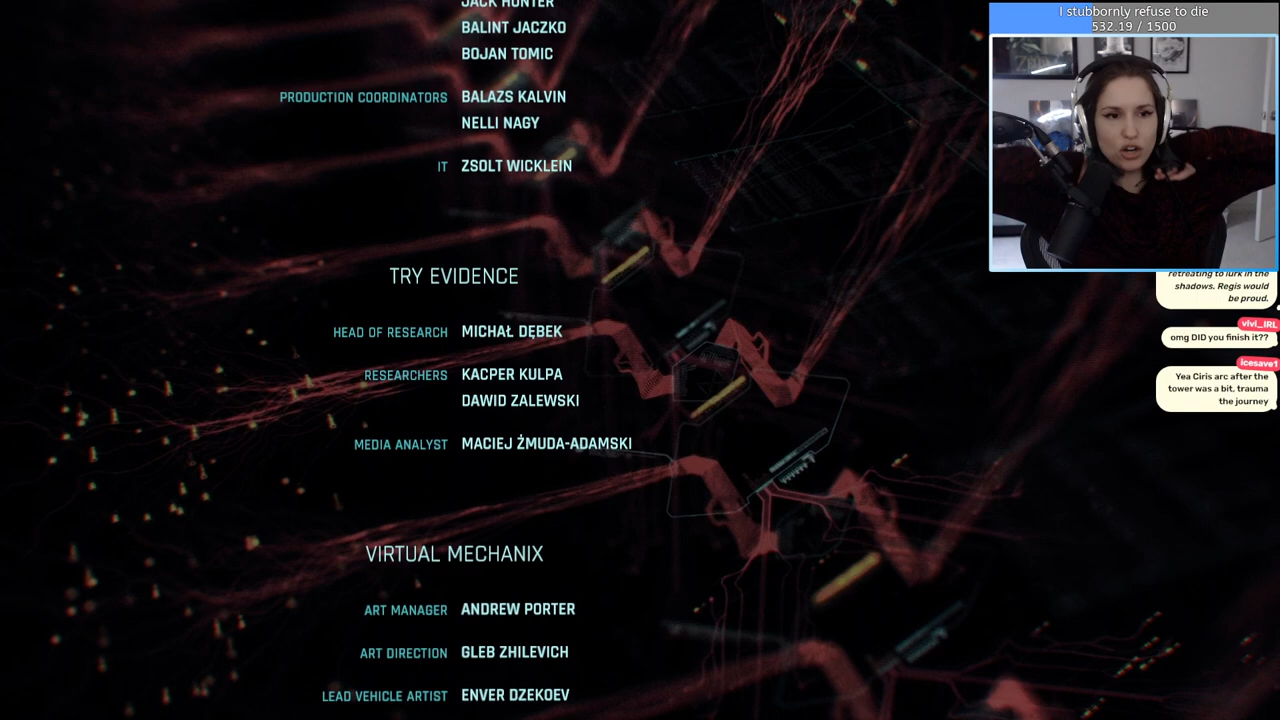 JACK HUNTER
BALINT JACZKO
BOJAN TOMIC
PRODUCTION COORDINATORS BALAZS KALVIN
NELLI NAGY
IT ZSOLT WICKLEIN
TRY EVIDENCE
HEAD OF RESEARCH MICHAŁ DĘBEK
RESEARCHERS KACPER KULPA
DAWID ZALEWSKI
MEDIA ANALYST MACIEJ ŻMUDA-ADAMSKI
VIRTUAL MECHANIX
ART MANAGER ANDREW PORTER
ART DIRECTION GLEB ZHILEVICH
LEAD VEHICLE ARTIST ENVER DZEKOEV
I stubbornly refuse to die
532.19 / 1500
retreating to lurk in the
shadows. Regis would
be proud.
vivi_IRL
omg DID you finish it??
icesave1
Yea Ciris arc after the
tower was a bit, trauma
the journey